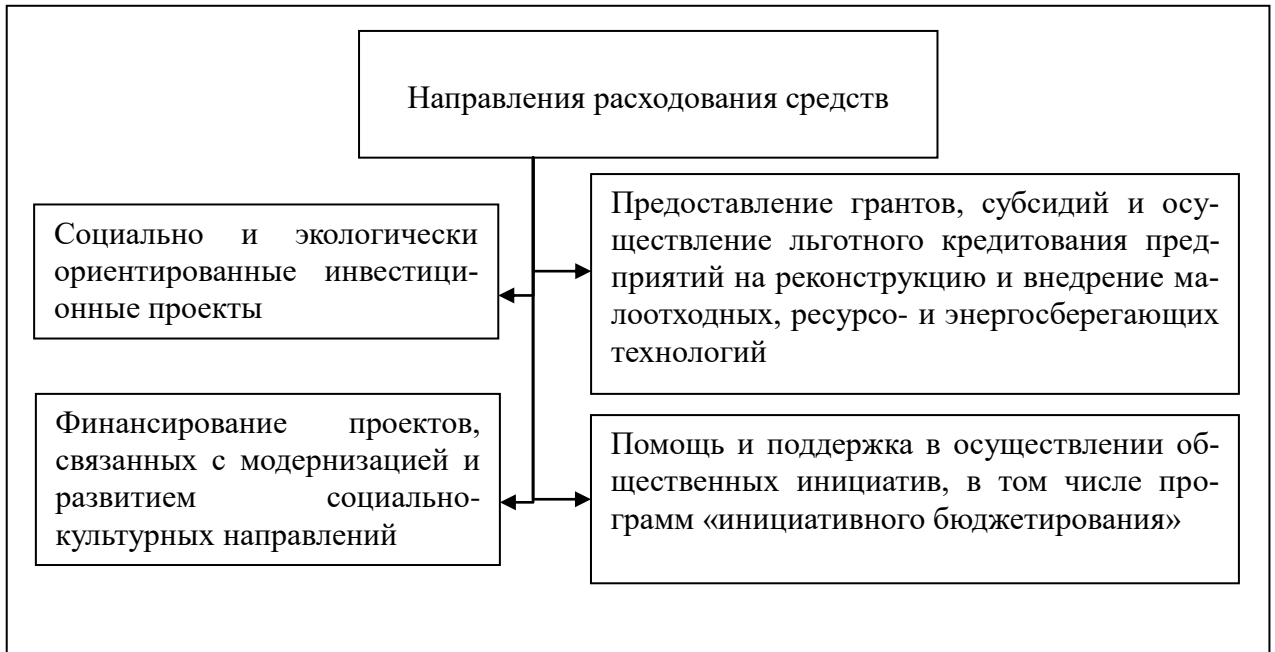 Направления расходования средств
Социально и экологически
ориентированные инвестици-
онные проекты
Предоставление грантов, субсидий и осу-
ществление льготного кредитования пред-
приятий на реконструкцию и внедрение ма-
лоотходных, ресурсо- и энергосберегающих
технологий
Финансирование проектов,
связанных с модернизацией и
развитием социально-
культурных направлений
Помощь и поддержка в осуществлении об-
щественных инициатив, в том числе про-
грамм «инициативного бюджетирования»